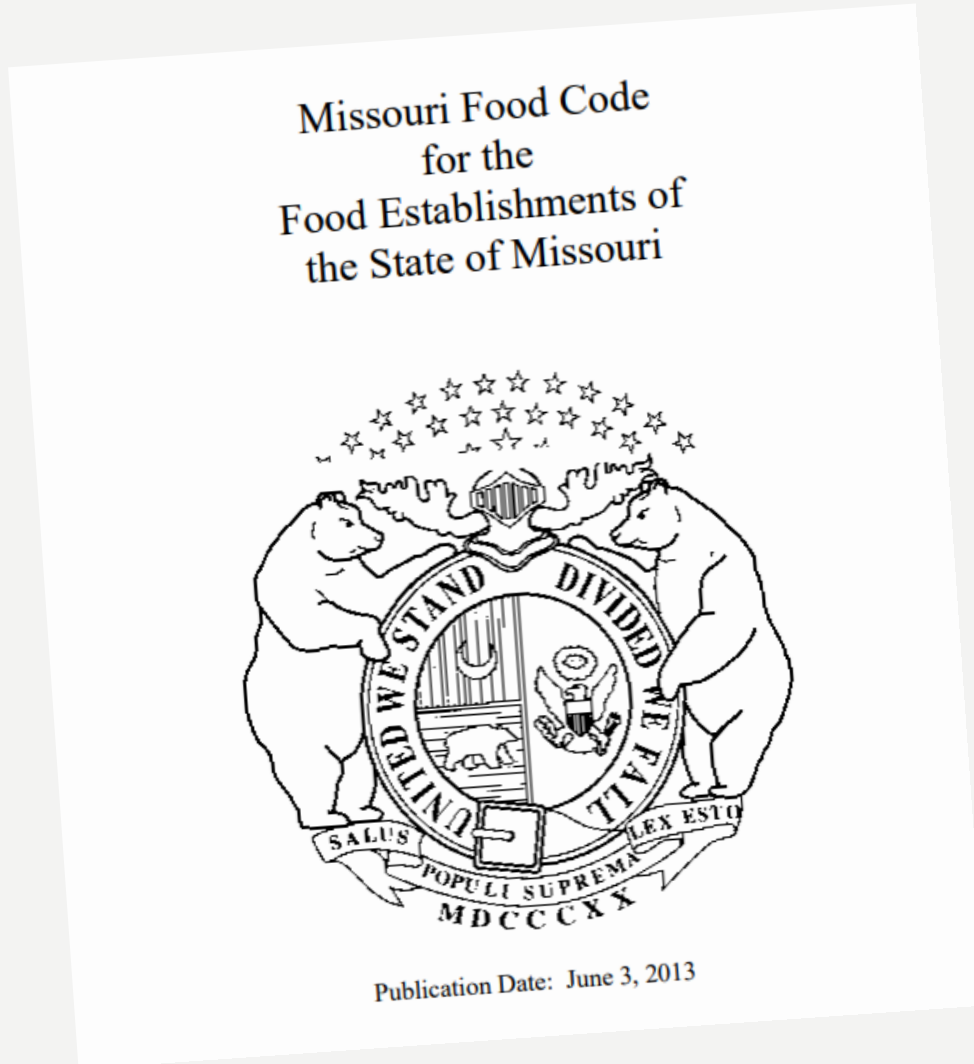 Missouri Food Code
for the
Food Establishments of
the State of Missouri
UNITED WE STAND DIVIDED WE FALL
SALUS POPULI SUPREMA LEX ESTO
MDCCCXX
Publication Date: June 3, 2013